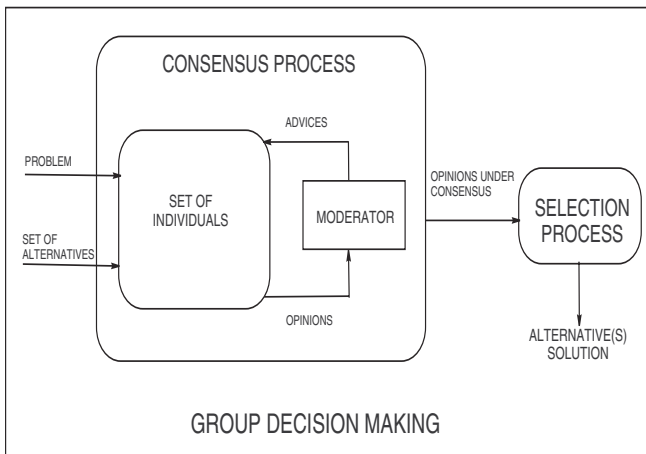 CONSENSUS PROCESS
ADVICES
PROBLEM
SET OF
INDIVIDUALS
MODERATOR
OPINIONS UNDER
CONSENSUS
SELECTION
PROCESS
SET OF
ALTERNATIVES
OPINIONS
ALTERNATIVE(S)
SOLUTION
GROUP DECISION MAKING